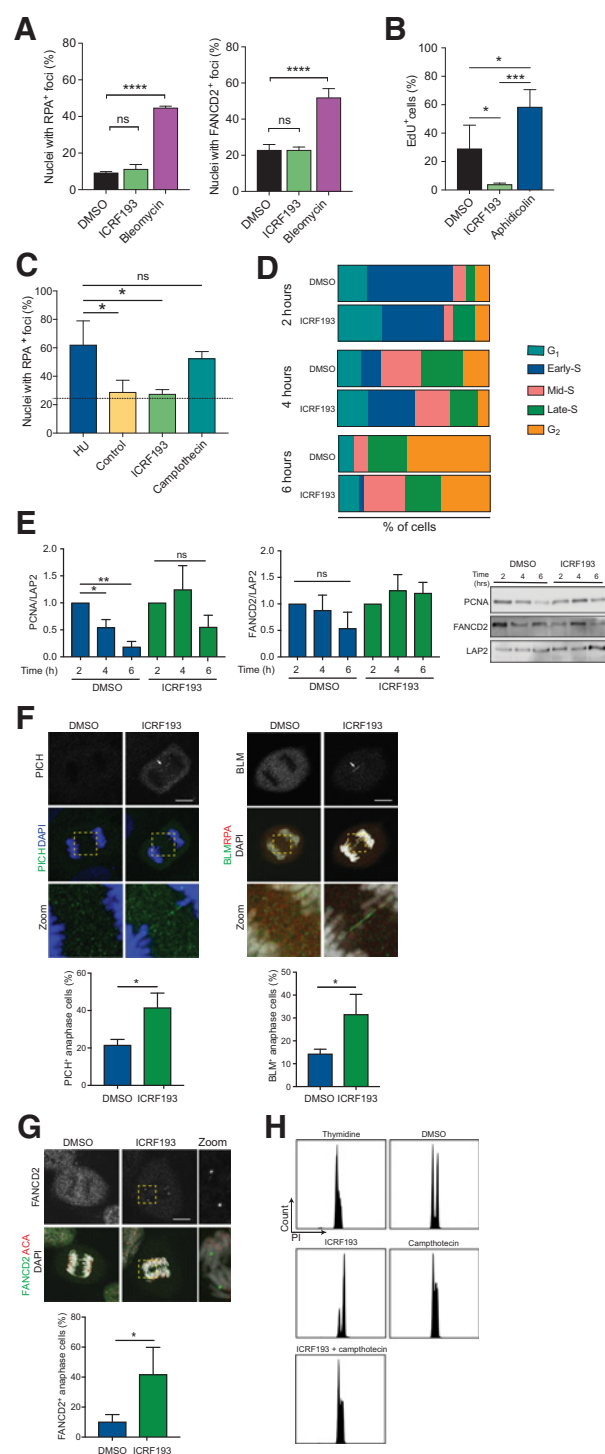 A
Nuclei with RPA+ foci (%)
80
60
40
20
0
****
ns
DMSO
ICRF193
Bleomycin
Nuclei with FANCD2+ foci (%)
80
60
40
20
0
****
ns
DMSO
ICRF193
Bleomycin
B
EdU+cells (%)
100
80
60
40
20
0
*
***
*
DMSO
ICRF193
Aphidicolin
C
Nuclei with RPA + foci (%)
100
80
60
40
20
0
ns
*
*
HU
Control
ICRF193
Camptothecin
D
2 hours
DMSO
ICRF193
4 hours
DMSO
ICRF193
6 hours
DMSO
ICRF193
% of cells
G1
Early-S
Mid-S
Late-S
G2
E
PCNA/LAP2
2.0
1.5
1.0
0.5
0
**
*
ns
Time (h) 2 4 6 2 4 6
DMSO ICRF193
FANCD2/LAP2
2.0
1.5
1.0
0.5
0
ns
Time (h) 2 4 6 2 4 6
DMSO ICRF193
DMSO ICRF193
Time (hrs) 2 4 6 2 4 6
PCNA
FANCD2
LAP2
F
DMSO ICRF193
PICH
PICHDAPI
Zoom
PICH+ anaphase cells (%)
60
40
20
0
*
DMSO ICRF193
DMSO ICRF193
BLM
BLMRPA
DAPI
Zoom
BLM+ anaphase cells (%)
50
40
30
20
10
0
*
DMSO ICRF193
G
DMSO ICRF193 Zoom
FANCD2
FANCD2ACA
DAPI
FANCD2+ anaphase cells (%)
80
60
40
20
0
*
DMSO ICRF193
H
Thymidine
DMSO
Count
PI
ICRF193
Campthotecin
ICRF193 + campthotecin